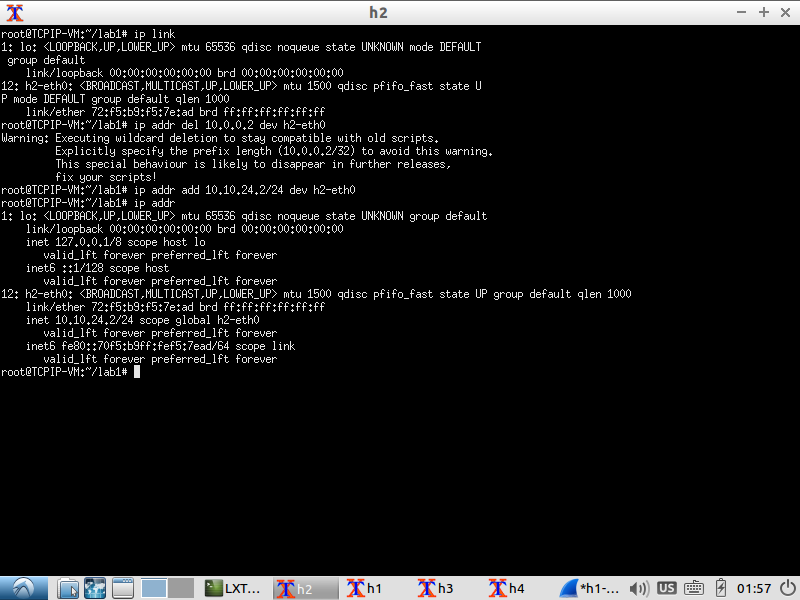 h2
root@TCPIP-VM:~/lab1# ip link
1: lo: <LOOPBACK,UP,LOWER_UP> mtu 65536 qdisc noqueue state UNKNOWN mode DEFAULT
 group default
    link/loopback 00:00:00:00:00:00 brd 00:00:00:00:00:00
12: h2-eth0: <BROADCAST,MULTICAST,UP,LOWER_UP> mtu 1500 qdisc pfifo_fast state U
P mode DEFAULT group default qlen 1000
    link/ether 72:f5:b9:f5:7e:ad brd ff:ff:ff:ff:ff:ff
root@TCPIP-VM:~/lab1# ip addr del 10.0.0.2 dev h2-eth0
Warning: Executing wildcard deletion to stay compatible with old scripts.
         Explicitly specify the prefix length (10.0.0.2/32) to avoid this warning.
         This special behaviour is likely to disappear in further releases,
         fix your scripts!
root@TCPIP-VM:~/lab1# ip addr add 10.10.24.2/24 dev h2-eth0
root@TCPIP-VM:~/lab1# ip addr
1: lo: <LOOPBACK,UP,LOWER_UP> mtu 65536 qdisc noqueue state UNKNOWN group default
    link/loopback 00:00:00:00:00:00 brd 00:00:00:00:00:00
    inet 127.0.0.1/8 scope host lo
       valid_lft forever preferred_lft forever
    inet6 ::1/128 scope host
       valid_lft forever preferred_lft forever
12: h2-eth0: <BROADCAST,MULTICAST,UP,LOWER_UP> mtu 1500 qdisc pfifo_fast state UP group default qlen 1000
    link/ether 72:f5:b9:f5:7e:ad brd ff:ff:ff:ff:ff:ff
    inet 10.10.24.2/24 scope global h2-eth0
       valid_lft forever preferred_lft forever
    inet6 fe80::70f5:b9ff:fef5:7ead/64 scope link
       valid_lft forever preferred_lft forever
root@TCPIP-VM:~/lab1#
LXT... h2 h1 h3 h4 *h1-... US 01:57